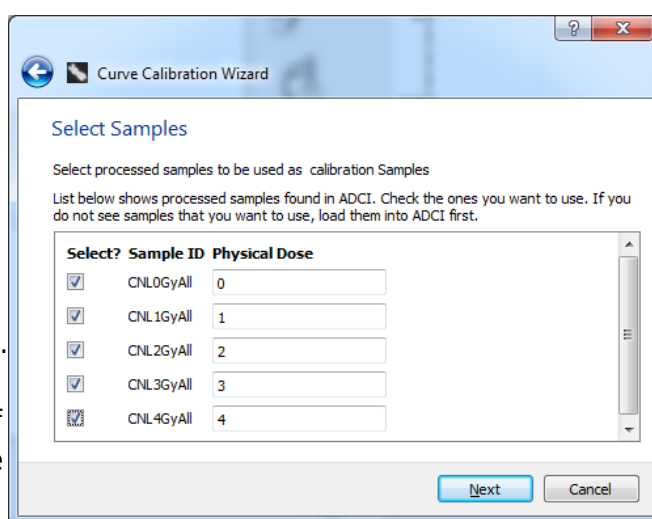 ?
X
Curve Calibration Wizard
Select Samples
Select processed samples to be used as calibration Samples
List below shows processed samples found in ADCI. Check the ones you want to use. If you
do not see samples that you want to use, load them into ADCI first.
Select? Sample ID Physical Dose
CNL0GyAll 0
CNL1GyAll 1
CNL2GyAll 2
CNL3GyAll 3
CNL4GyAll 4
Next Cancel